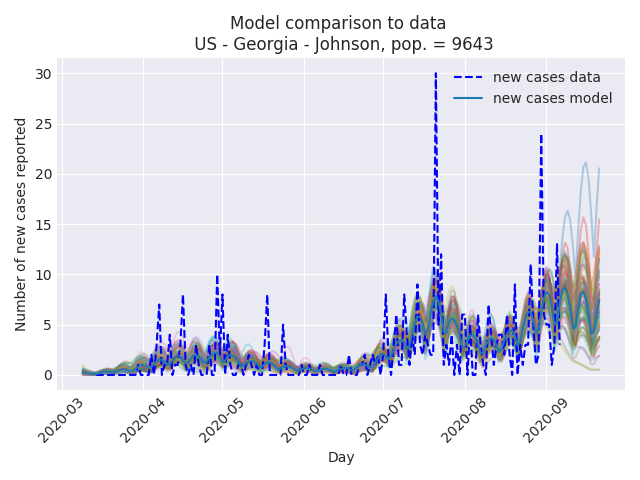 Model comparison to data
US - Georgia - Johnson, pop. = 9643
new cases data
new cases model
Number of new cases reported
30
25
20
15
10
5
0
2020-03
2020-04
2020-05
2020-06
2020-07
2020-08
2020-09
Day